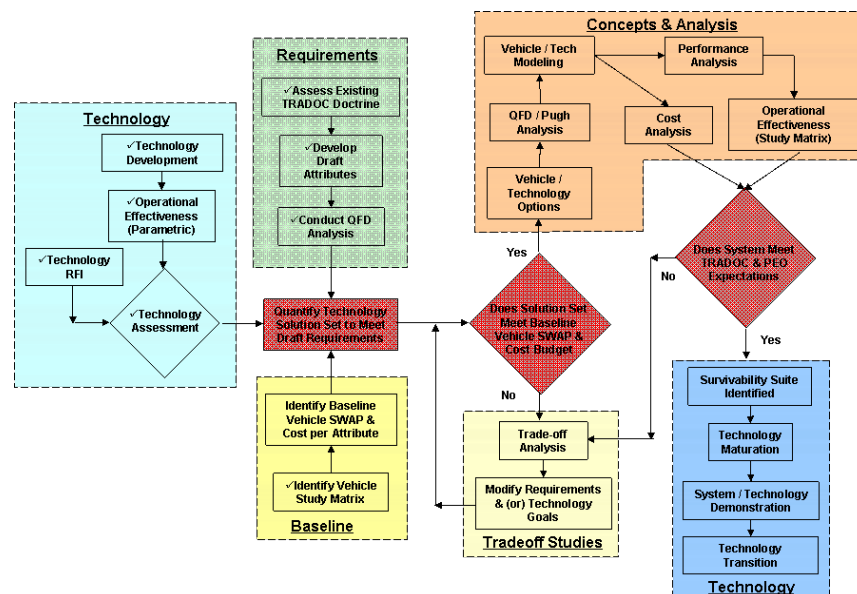 Technology
✓Technology
Development
✓Operational
Effectiveness
(Parametric)
✓Technology
RFI
✓Technology
Assessment
Requirements
✓Assess Existing
TRADOC Doctrine
✓Develop
Draft
Attributes
✓Conduct QFD
Analysis
Quantify Technology
Solution Set to Meet
Draft Requirements
Identify Baseline
Vehicle SWAP &
Cost per Attribute
✓Identify Vehicle
Study Matrix
Baseline
Concepts & Analysis
Vehicle / Tech
Modeling
Performance
Analysis
QFD / Pugh
Analysis
Cost
Analysis
Operational
Effectiveness
(Study Matrix)
Vehicle /
Technology
Options
Yes
Does Solution Set
Meet Baseline
Vehicle SWAP &
Cost Budget
No
Does System Meet
TRADOC & PEO
Expectations
No
Yes
Trade-off
Analysis
Modify Requirements
& (or) Technology
Goals
Tradeoff Studies
Survivability Suite
Identified
Technology
Maturation
System / Technology
Demonstration
Technology
Transition
Technology